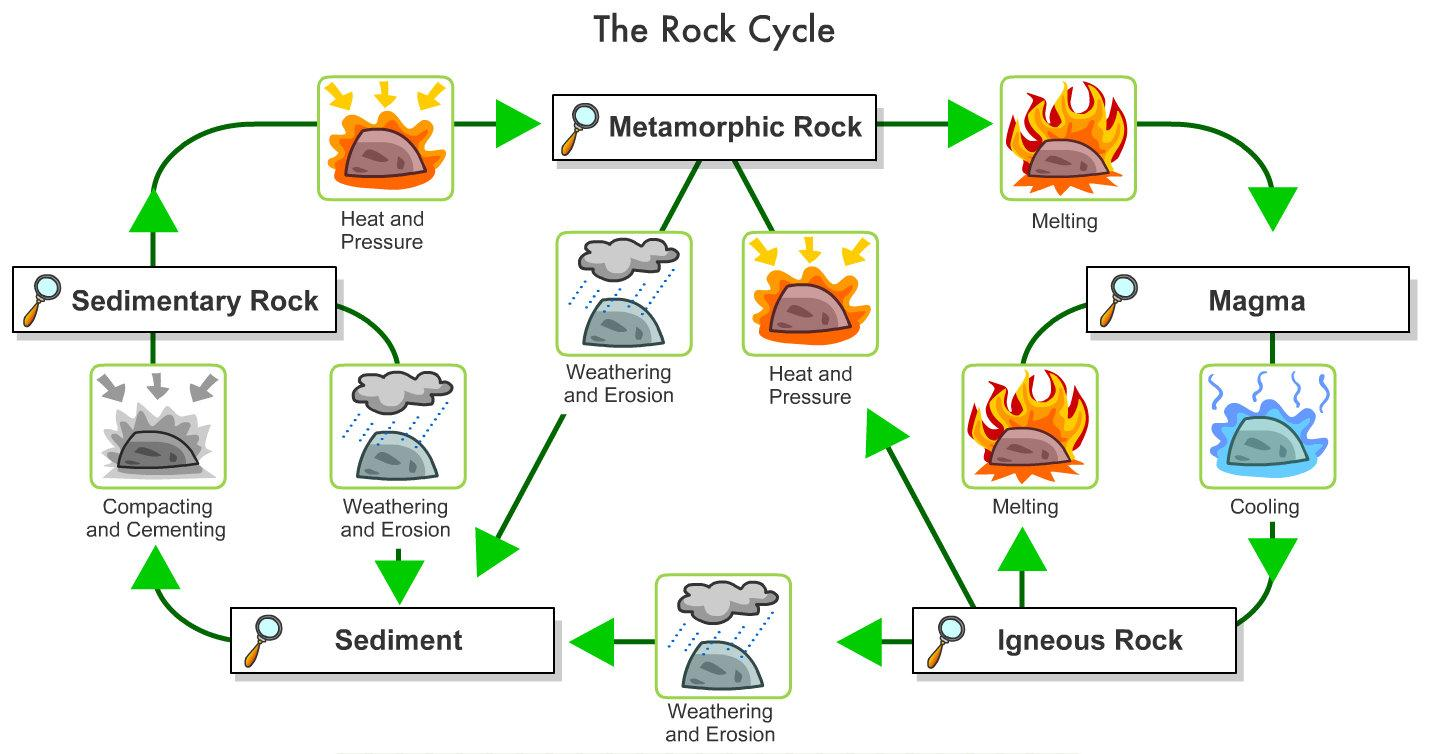 The Rock Cycle
Metamorphic Rock
Heat and
Pressure
Melting
Sedimentary Rock
Magma
Weathering
and Erosion
Heat and
Pressure
Compacting
and Cementing
Weathering
and Erosion
Melting
Cooling
Sediment
Igneous Rock
Weathering
and Erosion